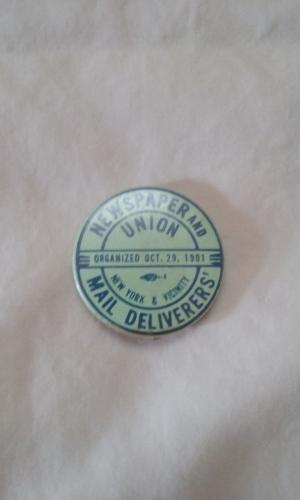 NEWSPAPER AND
UNION
ORGANIZED OCT. 29, 1901
NEW YORK & VICINITY
MAIL DELIVERERS'